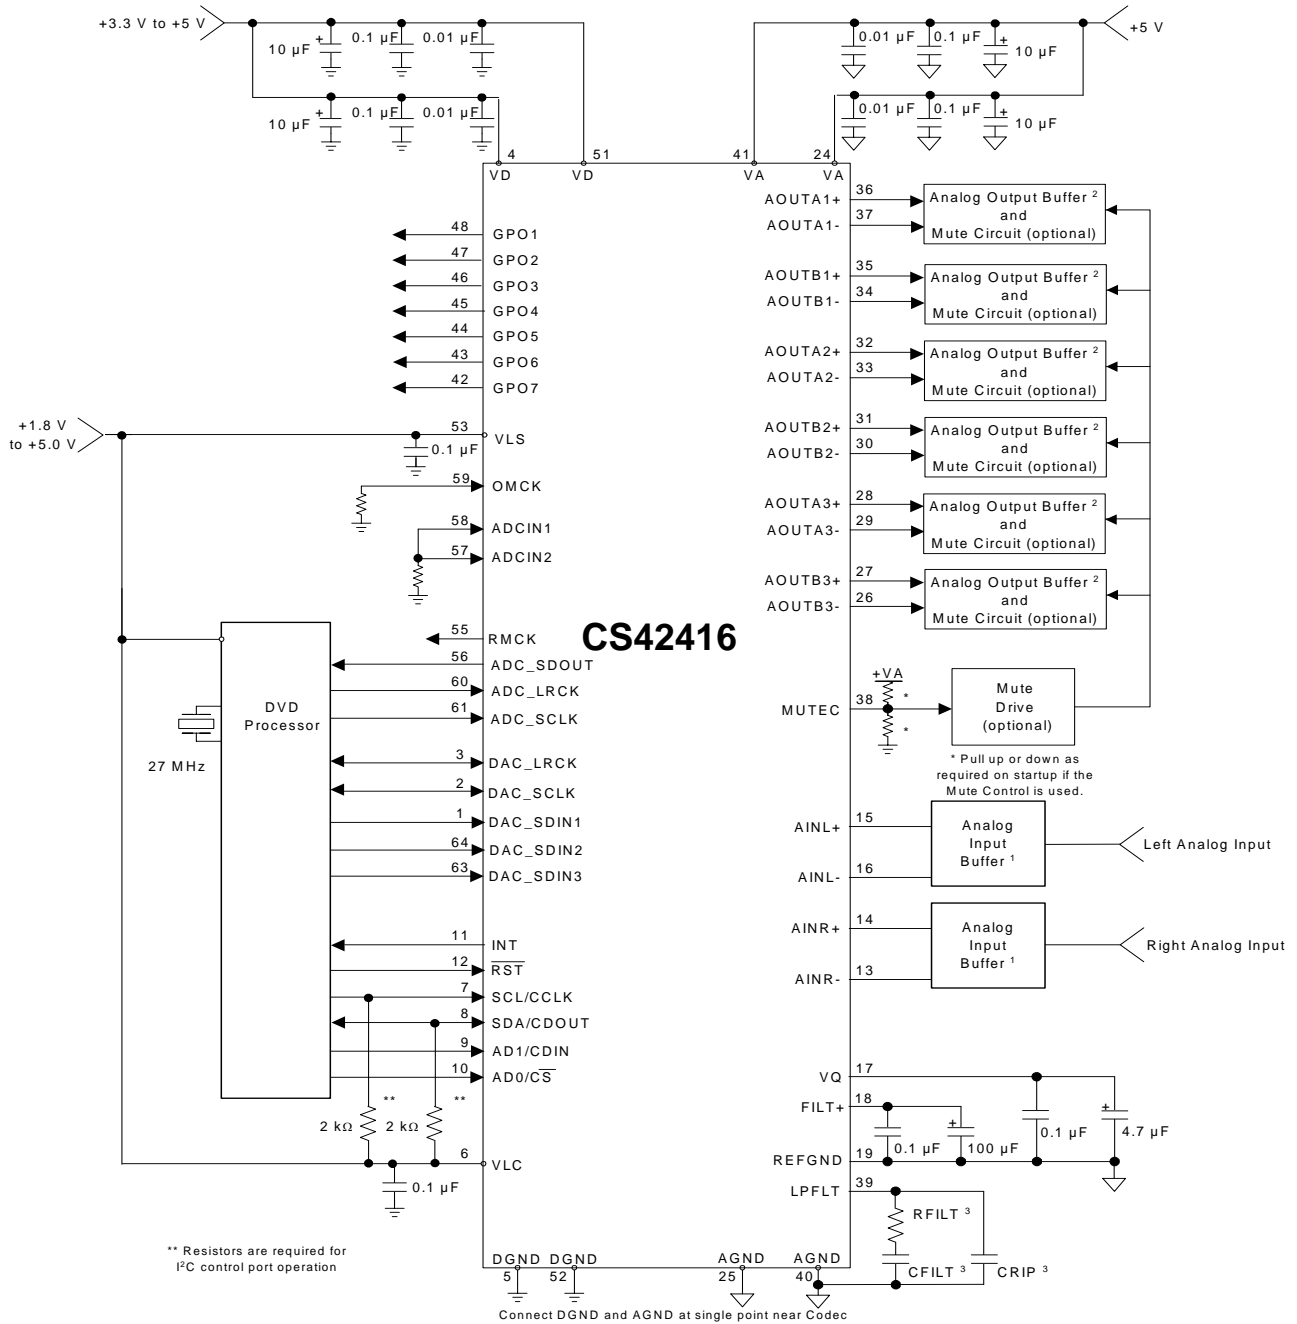 +3.3 V to +5 V
10 µF
+
0.1 µF
0.01 µF
10 µF
+
0.1 µF
0.01 µF
+5 V
0.01 µF
0.1 µF
+
10 µF
0.01 µF
0.1 µF
+
10 µF
4
51
41
24
VD
VD
VA
VA
48
GPO1
47
GPO2
46
GPO3
45
GPO4
44
GPO5
43
GPO6
42
GPO7
+1.8 V
to +5.0 V
53
VLS
0.1 µF
59
OMCK
58
ADCIN1
57
ADCIN2
CS42416
55
RMCK
56
ADC_SDOUT
60
ADC_LRCK
61
ADC_SCLK
DVD
Processor
27 MHz
3
DAC_LRCK
2
DAC_SCLK
1
DAC_SDIN1
64
DAC_SDIN2
63
DAC_SDIN3
11
INT
12
RST
7
SCL/CCLK
8
SDA/CDOUT
9
AD1/CDIN
10
AD0/CS
**
**
2 kΩ
2 kΩ
6
VLC
0.1 µF
** Resistors are required for
I²C control port operation
AOUTA1+
36
AOUTA1-
37
Analog Output Buffer ²
and
Mute Circuit (optional)
AOUTB1+
35
AOUTB1-
34
Analog Output Buffer ²
and
Mute Circuit (optional)
AOUTA2+
32
AOUTA2-
33
Analog Output Buffer ²
and
Mute Circuit (optional)
AOUTB2+
31
AOUTB2-
30
Analog Output Buffer ²
and
Mute Circuit (optional)
AOUTA3+
28
AOUTA3-
29
Analog Output Buffer ²
and
Mute Circuit (optional)
AOUTB3+
27
AOUTB3-
26
Analog Output Buffer ²
and
Mute Circuit (optional)
+VA
*
MUTEC
38
*
Mute
Drive
(optional)
* Pull up or down as
required on startup if the
Mute Control is used.
AINL+
15
AINL-
16
Analog
Input
Buffer ¹
Left Analog Input
AINR+
14
AINR-
13
Analog
Input
Buffer ¹
Right Analog Input
VQ
17
FILT+
18
0.1 µF
+
100 µF
0.1 µF
+
4.7 µF
REFGND
19
LPFLT
39
RFILT ³
CFILT ³
CRIP ³
DGND
DGND
AGND
AGND
5
52
25
40
Connect DGND and AGND at single point near Codec